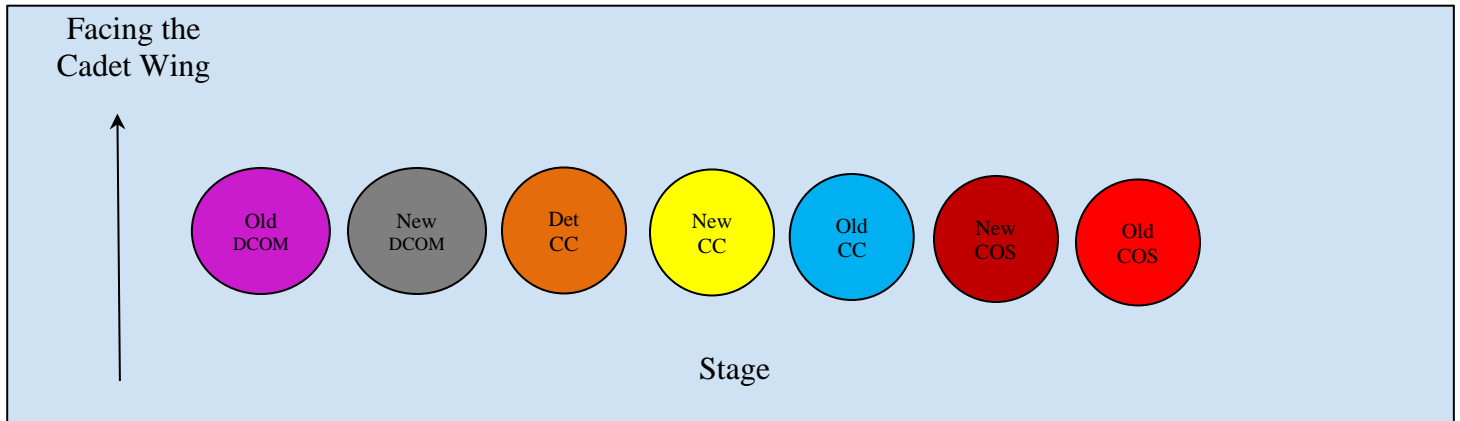 Facing the
Cadet Wing
Old
DCOM
New
DCOM
Det
CC
New
CC
Old
CC
New
COS
Old
COS
Stage